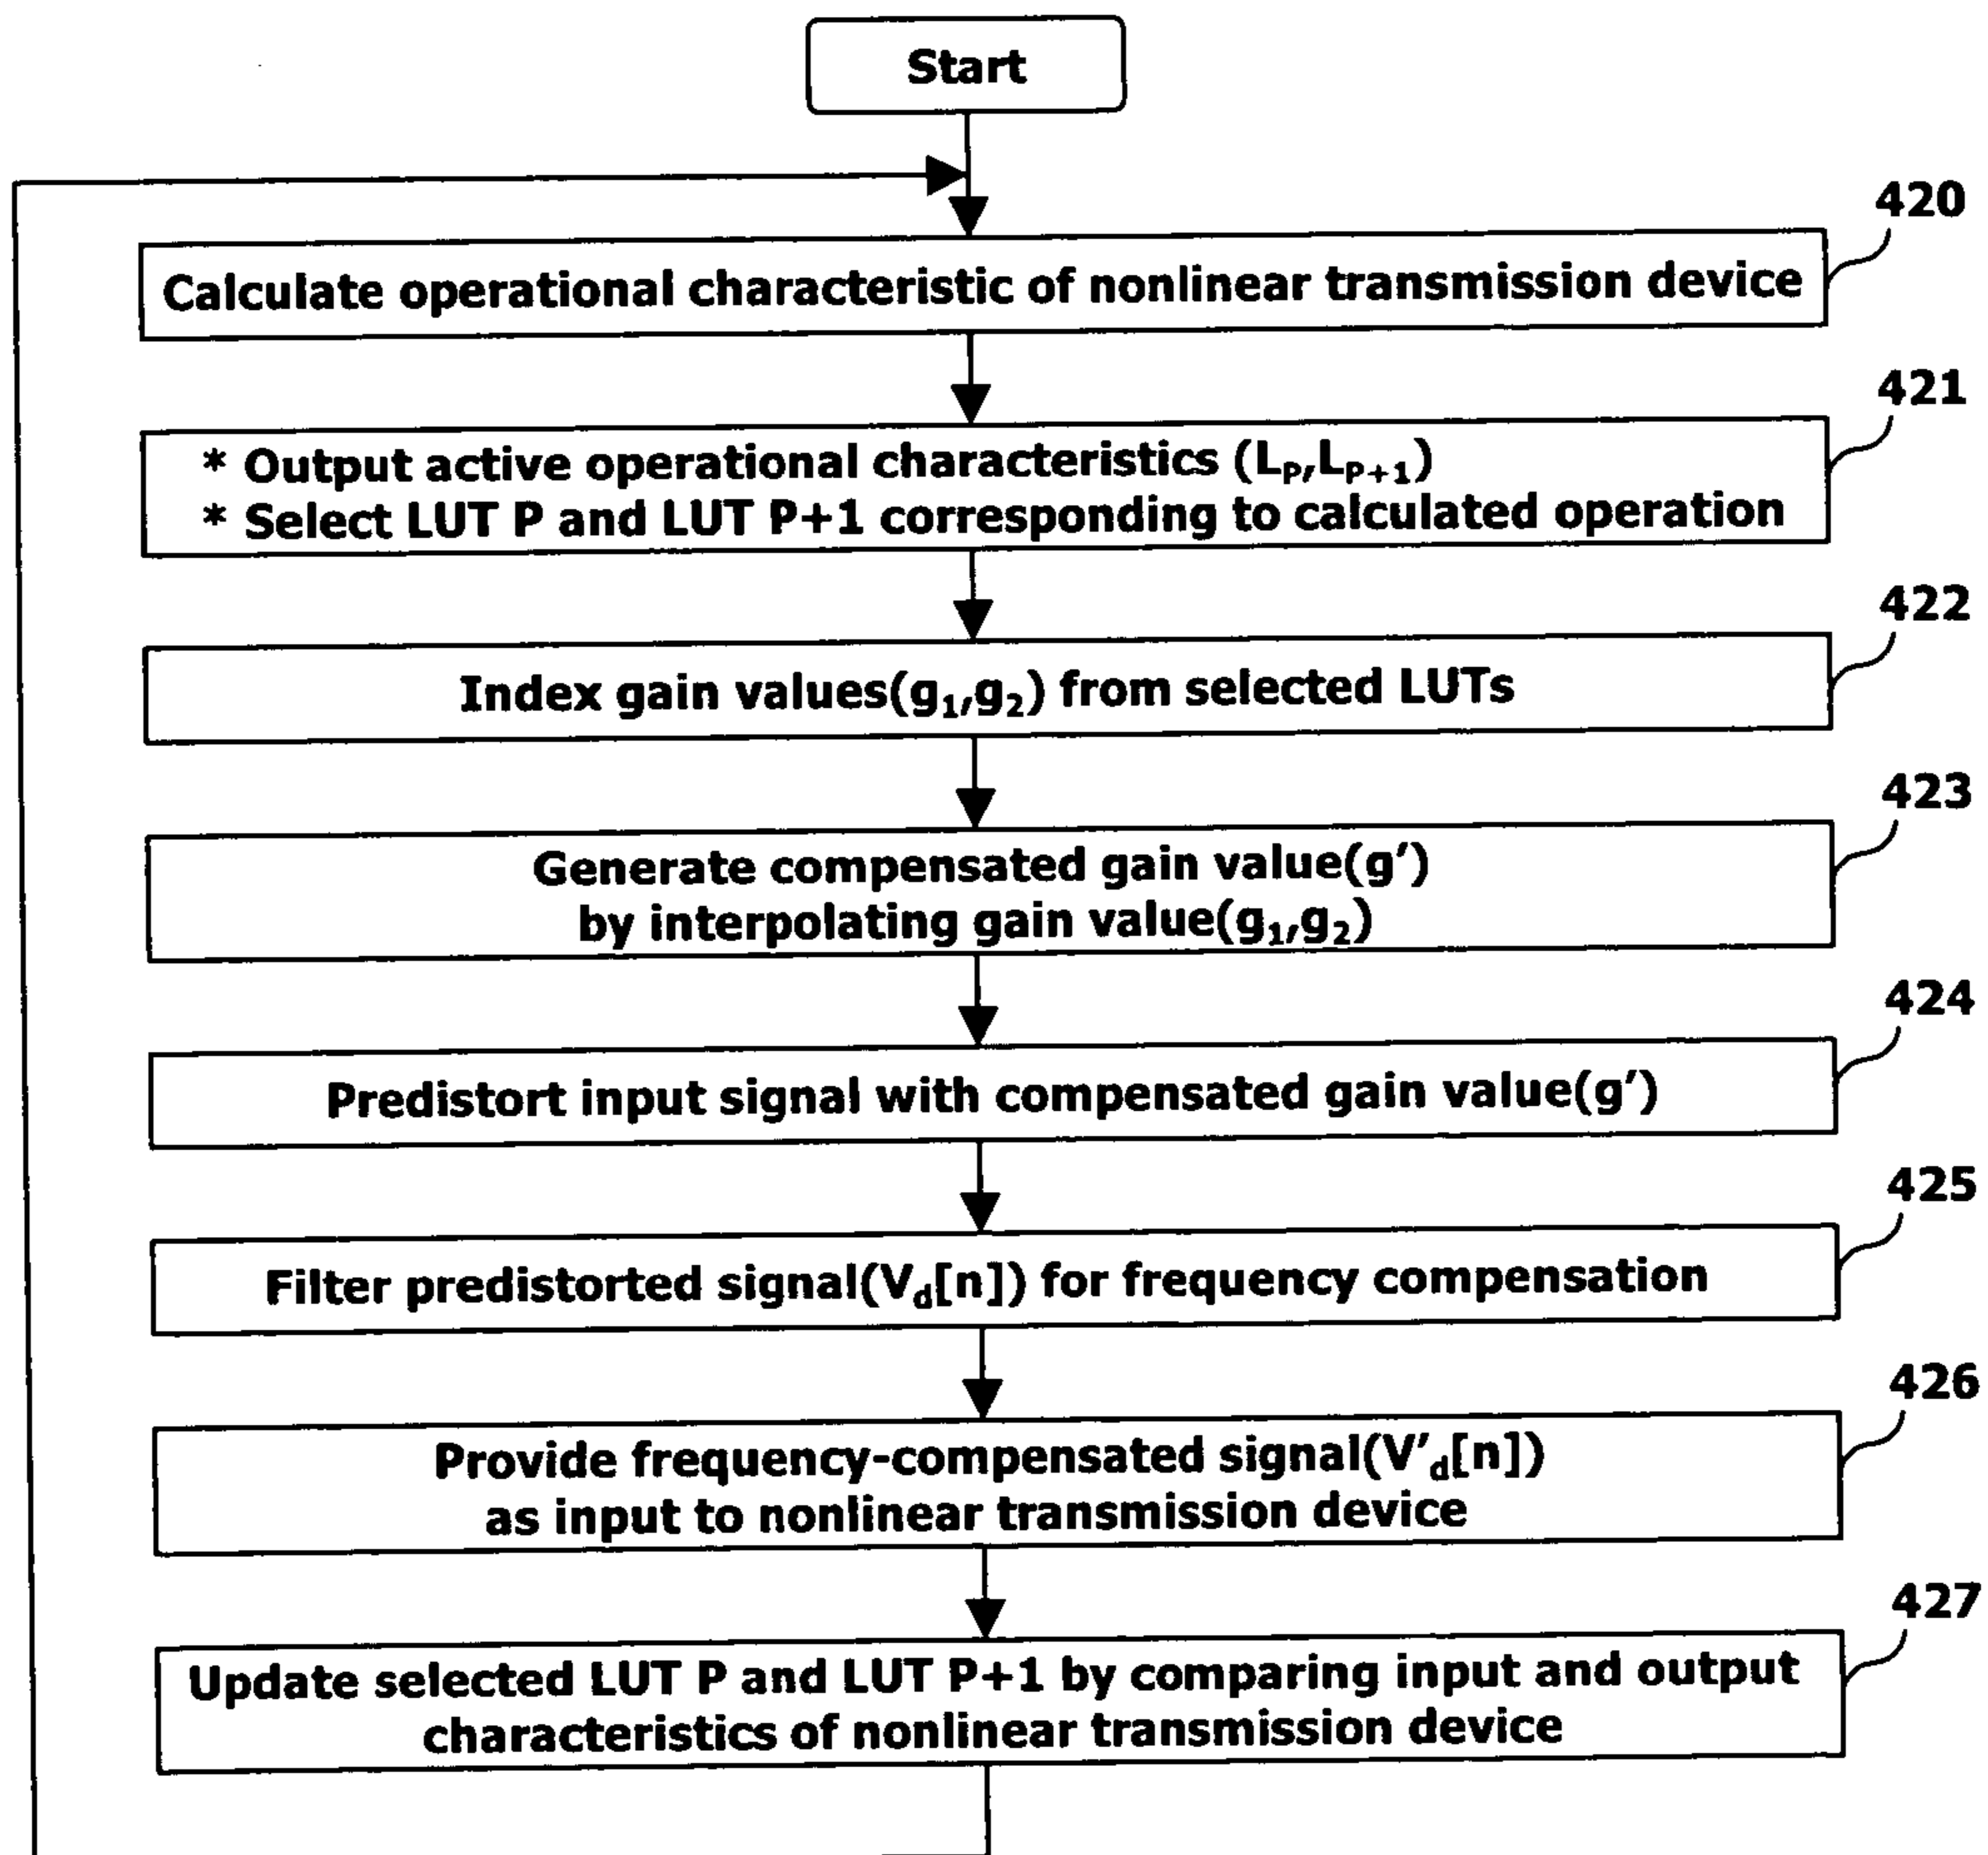 Start
420
Calculate operational characteristic of nonlinear transmission device
421
* Output active operational characteristics (Lₚ,Lₚ₊₁)
* Select LUT P and LUT P+1 corresponding to calculated operation
422
Index gain values(g₁,g₂) from selected LUTs
423
Generate compensated gain value(g′)
by interpolating gain value(g₁,g₂)
424
Predistort input signal with compensated gain value(g′)
425
Filter predistorted signal(V_d[n]) for frequency compensation
426
Provide frequency-compensated signal(V′_d[n])
as input to nonlinear transmission device
427
Update selected LUT P and LUT P+1 by comparing input and output
characteristics of nonlinear transmission device